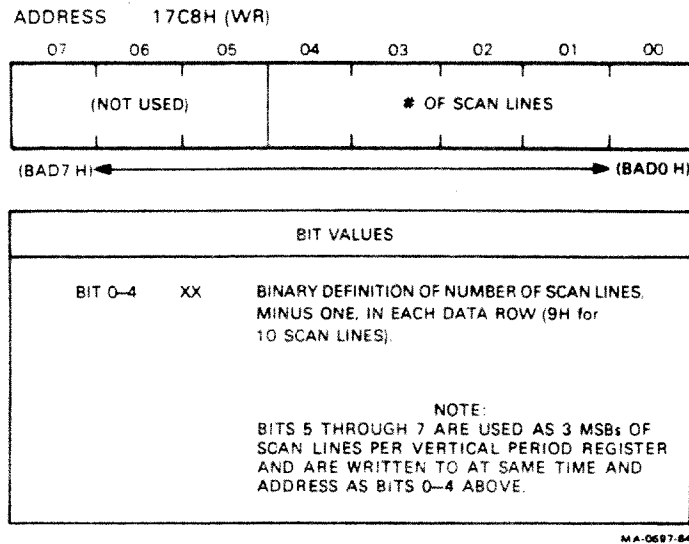 ADDRESS 17C8H (WR)
07 06 05 04 03 02 01 00
(NOT USED) # OF SCAN LINES
(BAD7 H) (BAD0 H)
BIT VALUES
BIT 0–4 XX BINARY DEFINITION OF NUMBER OF SCAN LINES,
MINUS ONE, IN EACH DATA ROW (9H for
10 SCAN LINES).
NOTE:
BITS 5 THROUGH 7 ARE USED AS 3 MSBs OF
SCAN LINES PER VERTICAL PERIOD REGISTER
AND ARE WRITTEN TO AT SAME TIME AND
ADDRESS AS BITS 0–4 ABOVE.
MA-0697-84